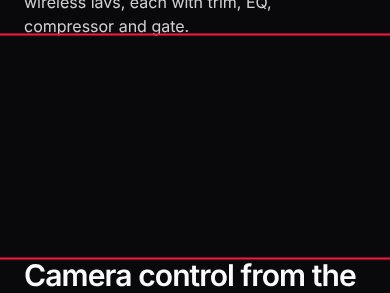 wireless lavs, each with trim, EQ,
compressor and gate.
Camera control from the